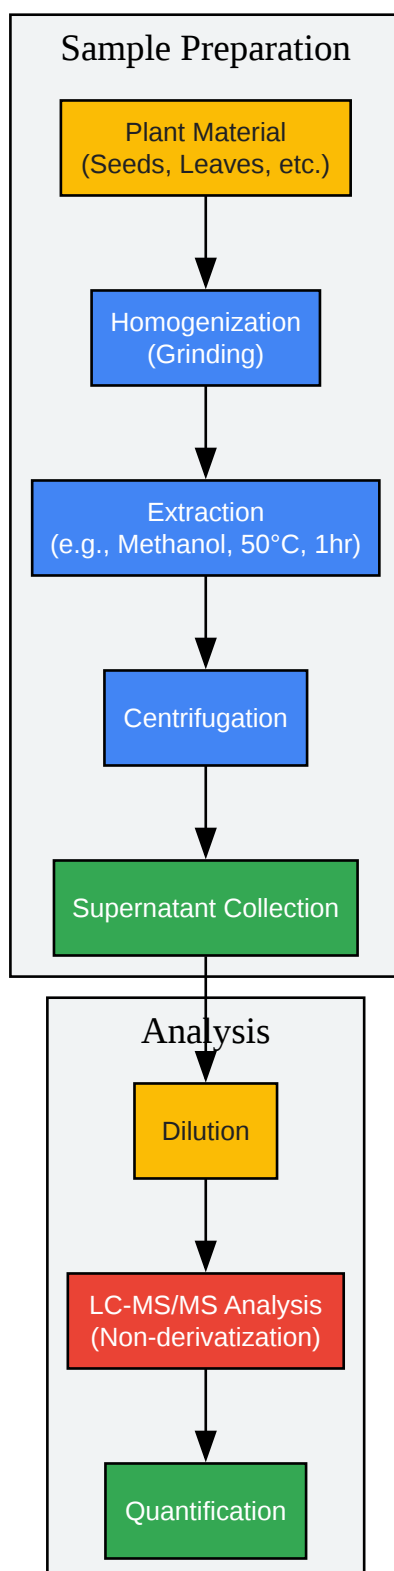 Sample Preparation
Plant Material
(Seeds, Leaves, etc.)
Homogenization
(Grinding)
Extraction
(e.g., Methanol, 50°C, 1hr)
Centrifugation
Supernatant Collection
Analysis
Dilution
LC-MS/MS Analysis
(Non-derivatization)
Quantification